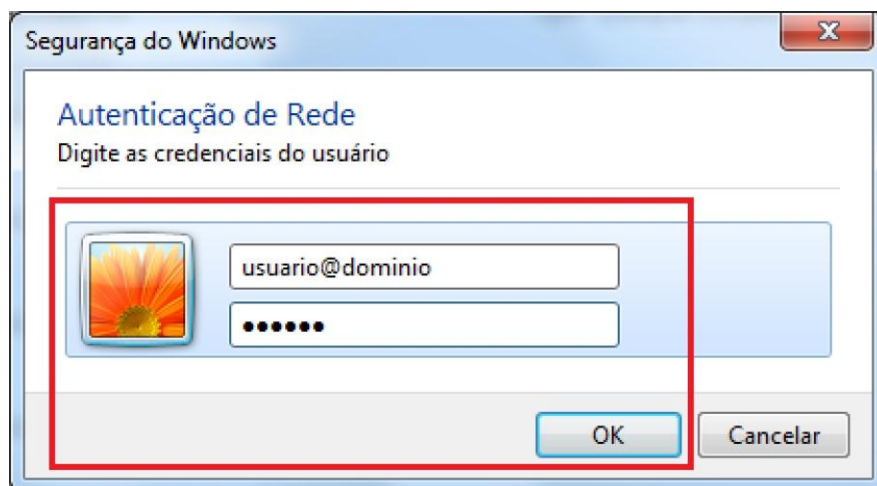 Segurança do Windows
Autenticação de Rede
Digite as credenciais do usuário
usuario@dominio
••••••
OK
Cancelar